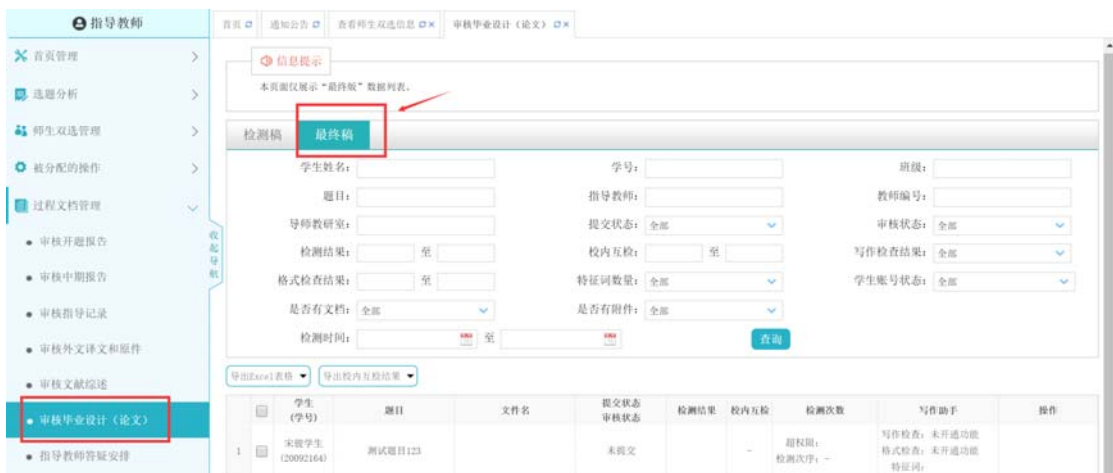 指导教师
首页
通知公告
查看师生双选信息
审核毕业设计（论文）
首页管理
选题分析
师生双选管理
被分配的操作
过程文档管理
审核开题报告
审核中期报告
审核指导记录
审核外文译文和原件
审核文献综述
审核毕业设计（论文）
指导教师答疑安排
收起导航
信息提示
本页面仅展示“最终版”数据列表。
检测稿 最终稿
学生姓名： 学号： 班级：
题目： 指导教师： 教师编号：
导师教研室： 提交状态： 全部 审核状态： 全部
检测结果： 至 校内互检： 至 写作检查结果： 全部
格式检查结果： 至 特征词数量： 全部 学生账号状态： 全部
是否有文档： 全部 是否有附件： 全部
检测时间： 至 查询
导出Excel表格 导出校内互检结果
学生（学号） 题目 文件名 提交状态 审核状态 检测结果 校内互检 检测次数 写作助手 操作
1 宋骏学生 (20092164) 测试题目123 未提交 - 超权限： 检测次序：- 写作检查：未开通功能 格式检查：未开通功能 特征词：